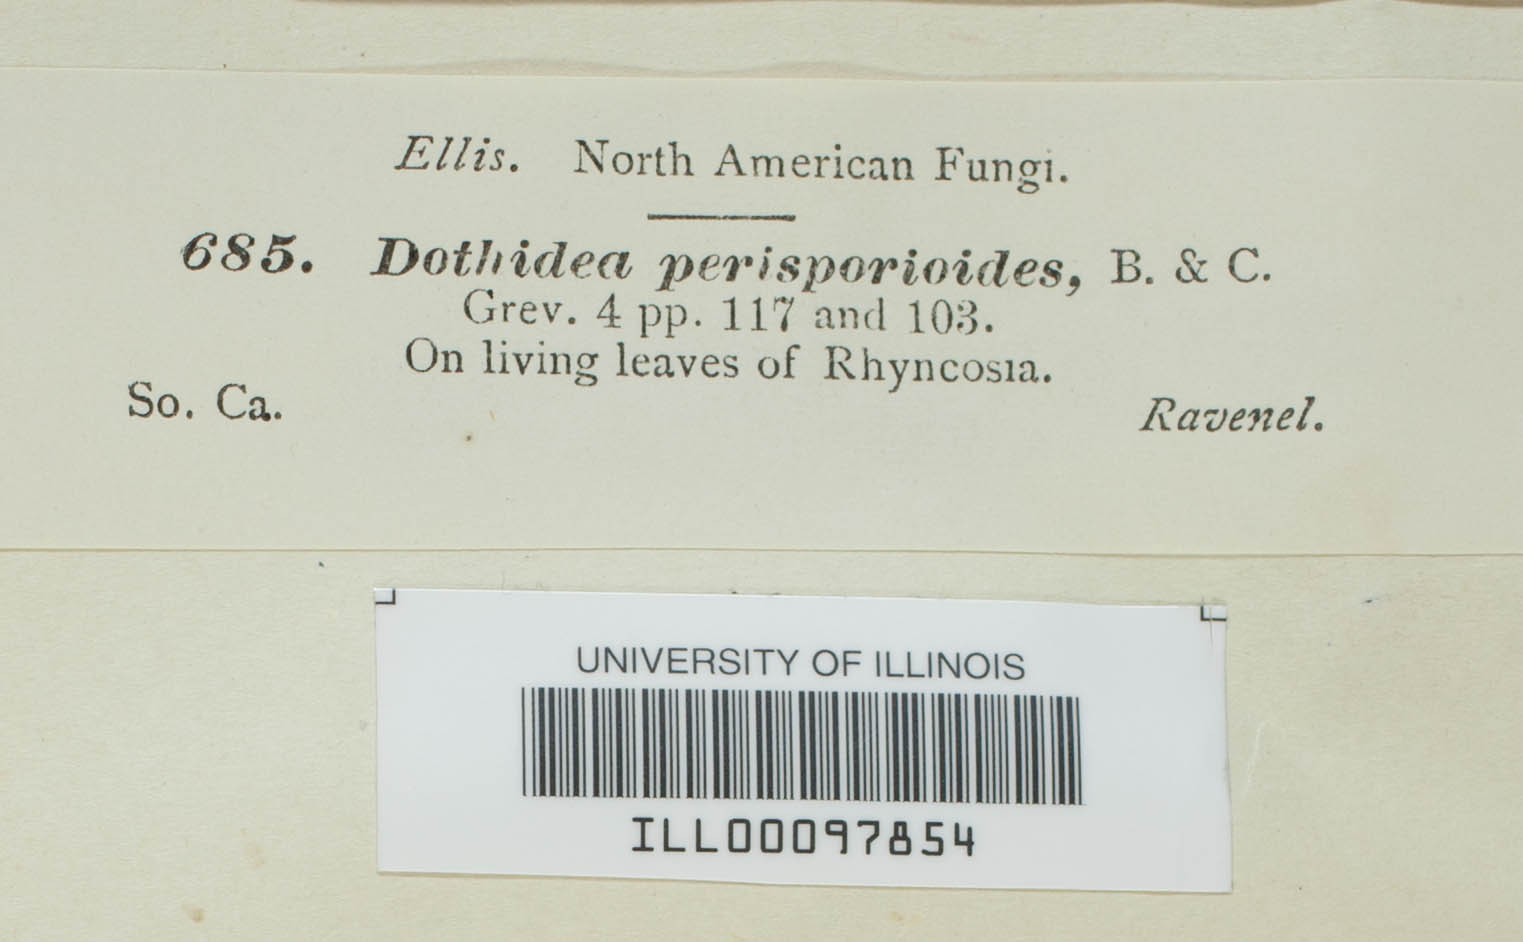 Ellis. North American Fungi.
685. Dothidea perisporioides, B. & C.
Grev. 4 pp. 117 and 103.
On living leaves of Rhyncosia.
So. Ca. Ravenel.
UNIVERSITY OF ILLINOIS
ILL00097854